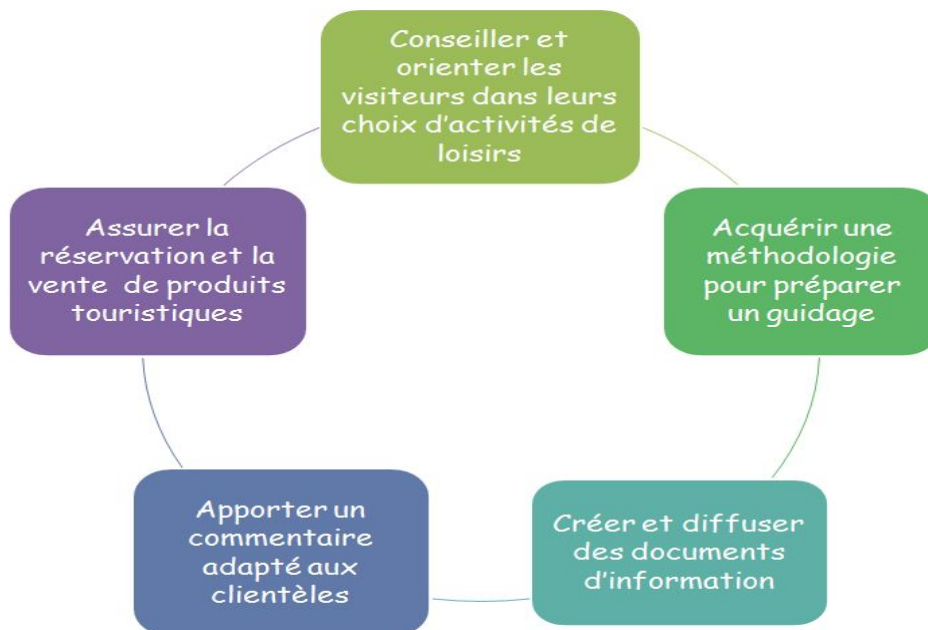 Conseiller et
orienter les
visiteurs dans leurs
choix d'activités de
loisirs
Acquérir une
méthodologie
pour préparer
un guidage
Créer et diffuser
des documents
d'information
Apporter un
commentaire
adapté aux
clientèles
Assurer la
réservation et la
vente de produits
touristiques